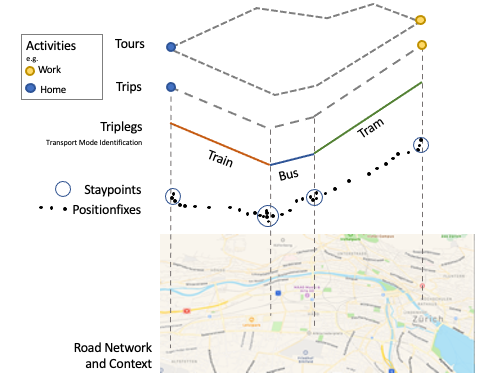 Activities
e.g.
Work
Home
Tours
Trips
Triplegs
Transport Mode Identification
Train
Bus
Tram
Staypoints
Positionfixes
Zürich
Road Network
and Context